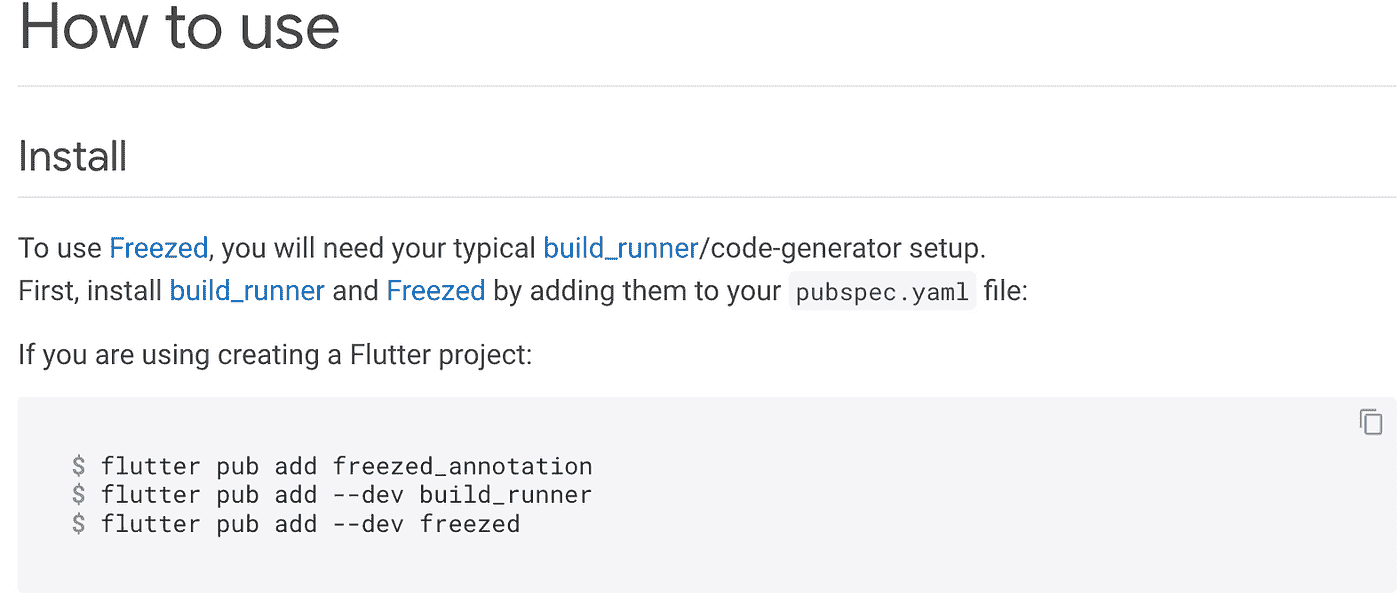 How to use
Install
To use Freezed, you will need your typical build_runner/code-generator setup.
First, install build_runner and Freezed by adding them to your pubspec.yaml file:
If you are using creating a Flutter project:
$ flutter pub add freezed_annotation
$ flutter pub add --dev build_runner
$ flutter pub add --dev freezed